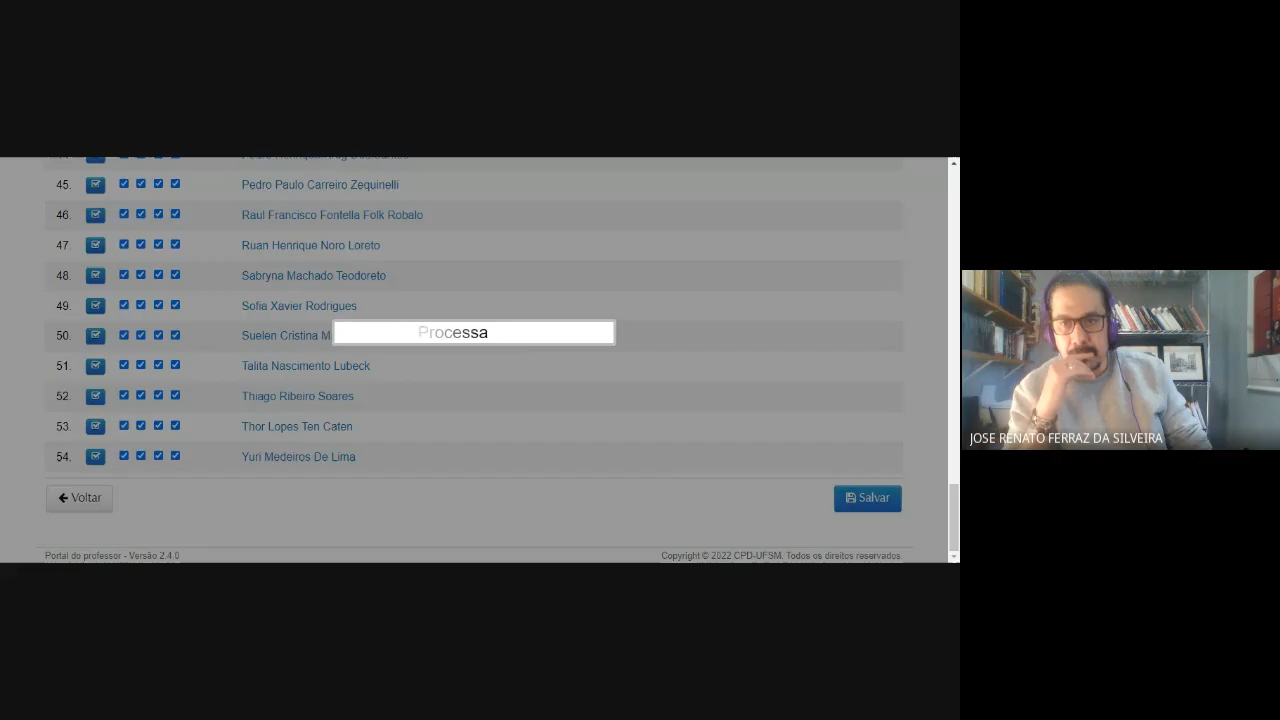 45. Pedro Paulo Carreiro Zequinelli
46. Raul Francisco Fontella Folk Robalo
47. Ruan Henrique Noro Loreto
48. Sabryna Machado Teodoreto
49. Sofia Xavier Rodrigues
50. Suelen Cristina M
Processa
51. Talita Nascimento Lubeck
52. Thiago Ribeiro Soares
53. Thor Lopes Ten Caten
54. Yuri Medeiros De Lima
JOSE RENATO FERRAZ DA SILVEIRA
Voltar
Salvar
Portal do professor - Versão 2.4.0
Copyright © 2022 CPD-UFSM. Todos os direitos reservados.